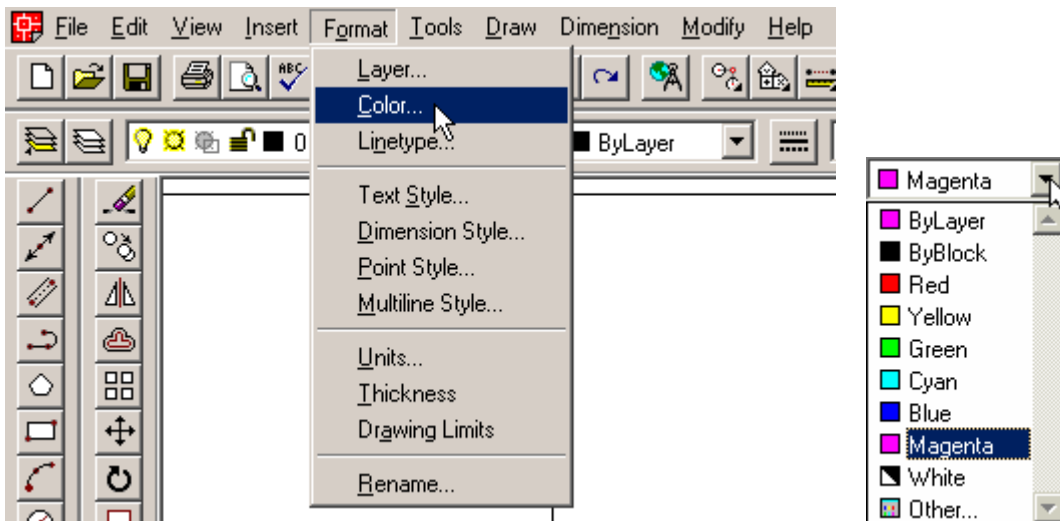 File Edit View Insert Format Tools Draw Dimension Modify Help
ABC
Layer...
Color...
Linetype...
0
ByLayer
Text Style...
Dimension Style...
Point Style...
Multiline Style...
Units...
Thickness
Drawing Limits
Rename...
Magenta
ByLayer
ByBlock
Red
Yellow
Green
Cyan
Blue
Magenta
White
Other...